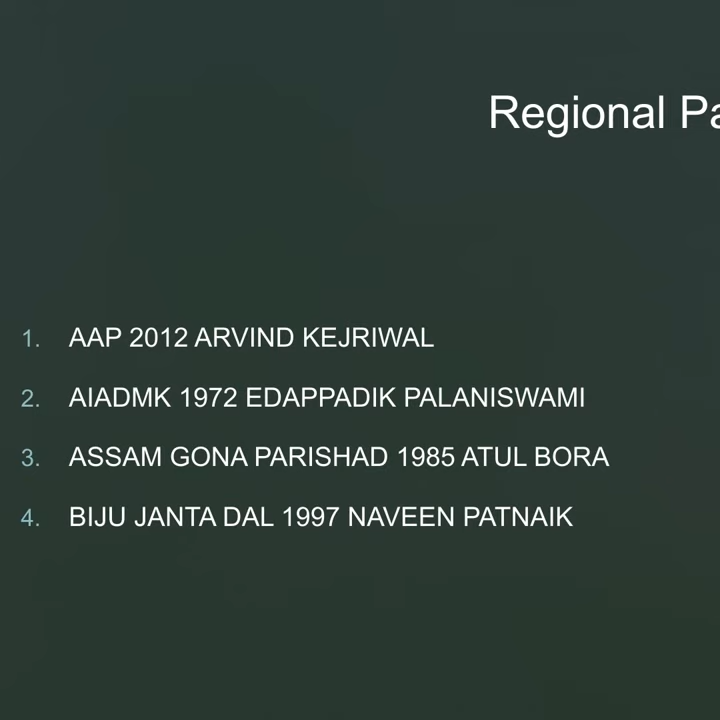 Regional Pa
1. AAP 2012 ARVIND KEJRIWAL
2. AIADMK 1972 EDAPPADIK PALANISWAMI
3. ASSAM GONA PARISHAD 1985 ATUL BORA
4. BIJU JANTA DAL 1997 NAVEEN PATNAIK